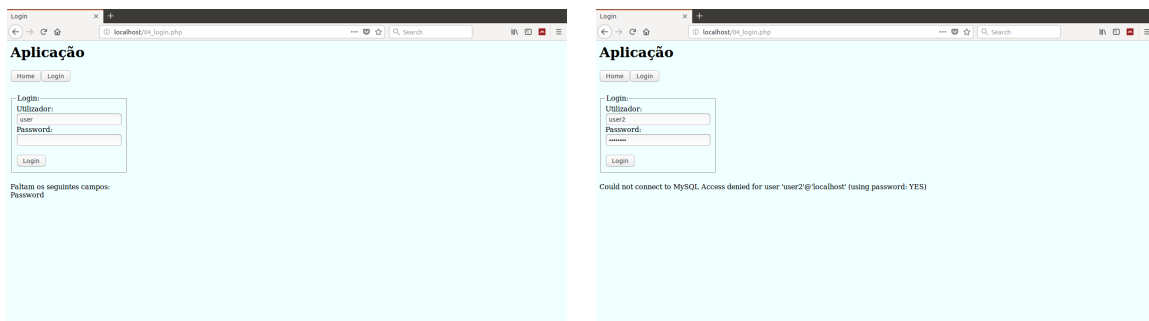 Login
localhost/04_login.php
Search
Aplicação
Home Login
Login:
Utilizador:
user
Password:
Login
Faltam os seguintes campos:
Password
Login
localhost/04_login.php
Search
Aplicação
Home Login
Login:
Utilizador:
user2
Password:
••••••••
Login
Could not connect to MySQL Access denied for user 'user2'@'localhost' (using password: YES)